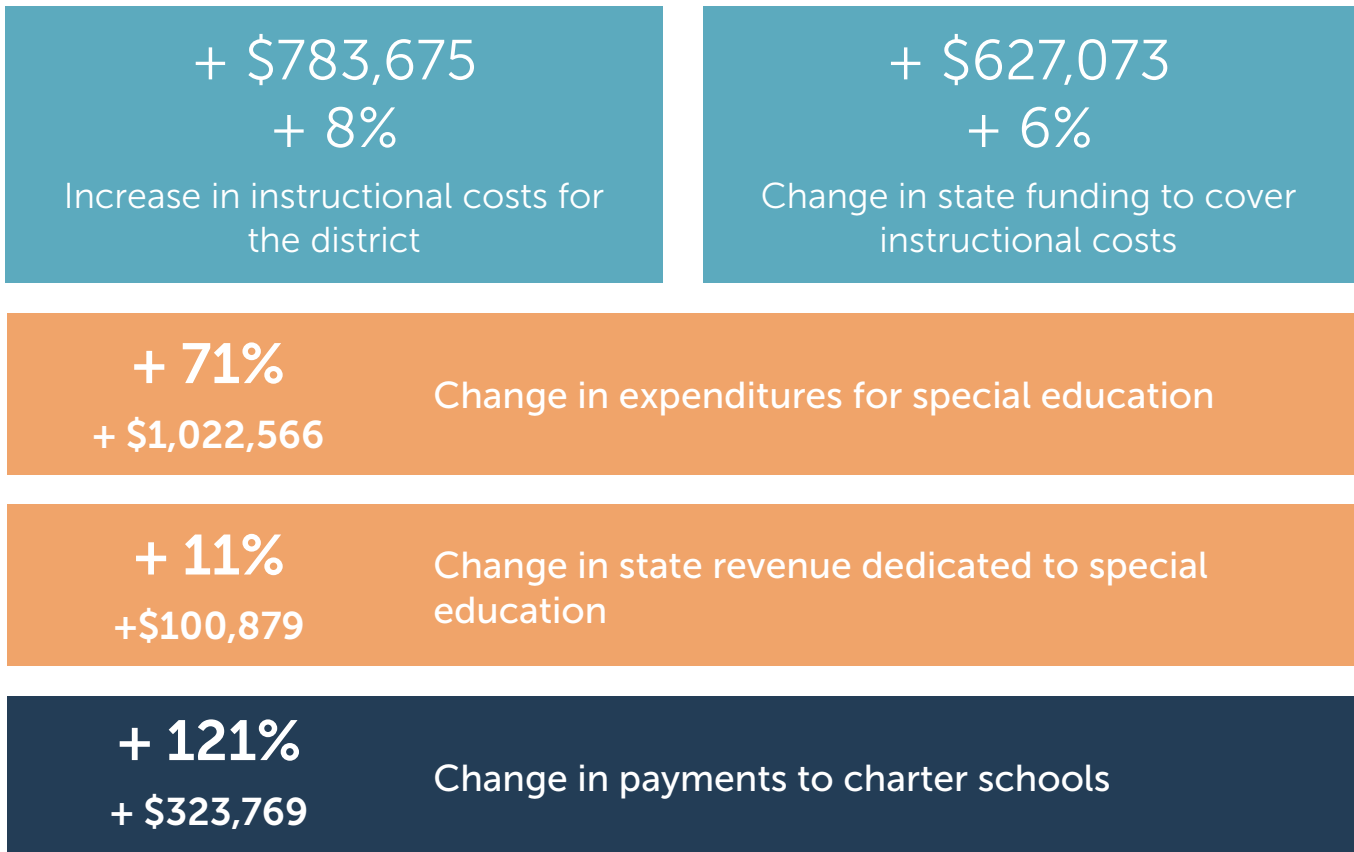 + $783,675
+ 8%
Increase in instructional costs for
the district
+ $627,073
+ 6%
Change in state funding to cover
instructional costs
+ 71%
+ $1,022,566
Change in expenditures for special education
+ 11%
+$100,879
Change in state revenue dedicated to special
education
+ 121%
+ $323,769
Change in payments to charter schools